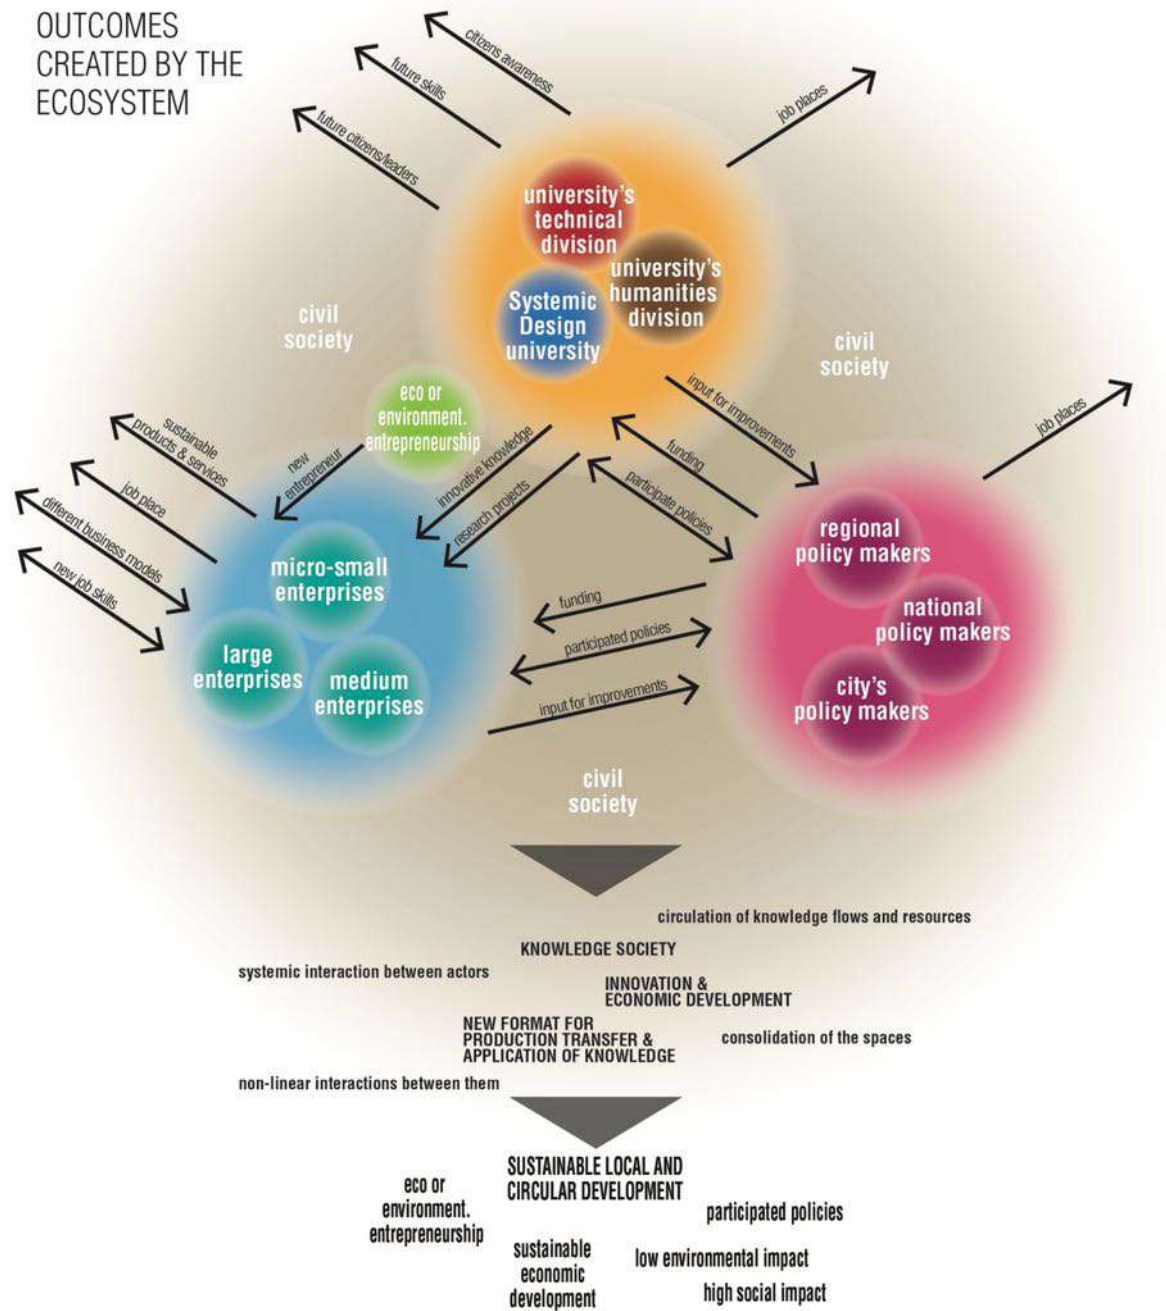 OUTCOMES
CREATED BY THE
ECOSYSTEM
citizens awareness
future skills
future citizens/leaders
job places
university's
technical
division
university's
humanities
division
Systemic
Design
university
civil
society
civil
society
eco or
environment.
entrepreneurship
sustainable
products & services
job place
different business models
new job skills
new
entrepreneur
innovative knowledge
research projects
input for improvements
funding
participate policies
job places
regional
policy makers
national
policy makers
city's
policy makers
micro-small
enterprises
large
enterprises
medium
enterprises
funding
participated policies
input for improvements
civil
society
circulation of knowledge flows and resources
KNOWLEDGE SOCIETY
systemic interaction between actors
INNOVATION &
ECONOMIC DEVELOPMENT
NEW FORMAT FOR
PRODUCTION TRANSFER &
APPLICATION OF KNOWLEDGE
consolidation of the spaces
non-linear interactions between them
SUSTAINABLE LOCAL AND
CIRCULAR DEVELOPMENT
eco or
environment.
entrepreneurship
participated policies
sustainable
economic
development
low environmental impact
high social impact